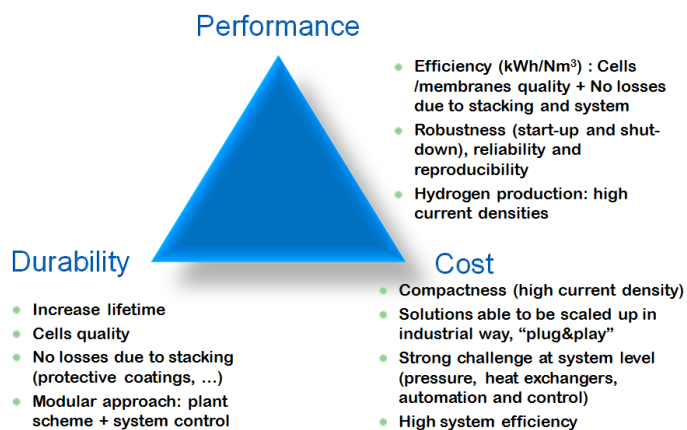 Performance
Efficiency (kWh/Nm³) : Cells
/membranes quality + No losses
due to stacking and system
Robustness (start-up and shut-
down), reliability and
reproducibility
Hydrogen production: high
current densities
Durability
Increase lifetime
Cells quality
No losses due to stacking
(protective coatings, ...)
Modular approach: plant
scheme + system control
Cost
Compactness (high current density)
Solutions able to be scaled up in
industrial way, “plug&play”
Strong challenge at system level
(pressure, heat exchangers,
automation and control)
High system efficiency